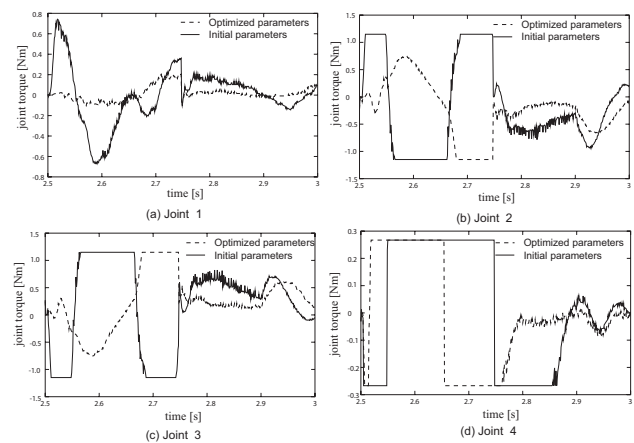 0.8
0.6
0.4
0.2
0
-0.2
-0.4
-0.6
-0.8
joint torque [Nm]
Optimized parameters
Initial parameters
2.5 2.6 2.7 2.8 2.9 3
time [s]
(a) Joint 1
1.5
1.0
0.5
0
-0.5
-1.0
-1.5
joint torque [Nm]
Optimized parameters
Initial parameters
2.5 2.6 2.7 2.8 2.9 3
time [s]
(b) Joint 2
1.5
1.0
0.5
0
-0.5
-1.0
-1.5
joint torque [Nm]
Optimized parameters
Initial parameters
2.5 2.6 2.7 2.8 2.9 3
time [s]
(c) Joint 3
0.3
0.2
0.1
0
-0.1
-0.2
-0.3
joint torque [Nm]
Optimized parameters
Initial parameters
2.5 2.6 2.7 2.8 2.9 3
time [s]
(d) Joint 4